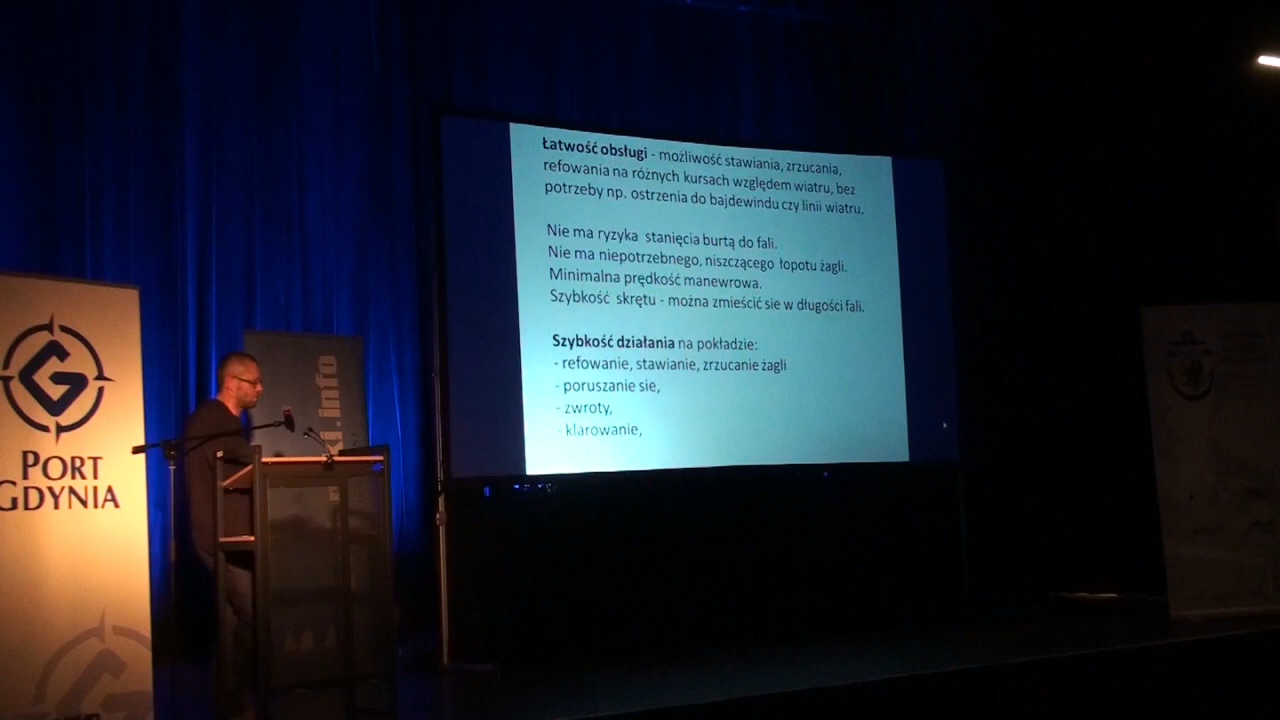 Łatwość obsługi - możliwość stawiania, zrzucania,
refowania na różnych kursach względem wiatru, bez
potrzeby np. ostrzenia do bajdewindu czy linii wiatru.
Nie ma ryzyka stanięcia burtą do fali.
Nie ma niepotrzebnego, niszczącego łopotu żagli.
Minimalna prędkość manewrowa.
Szybkość skrętu - można zmieścić sie w długości fali.
Szybkość działania na pokładzie:
- refowanie, stawianie, zrzucanie żagli
- poruszanie sie,
- zwroty,
- klarowanie,
PORT
GDYNIA
.info